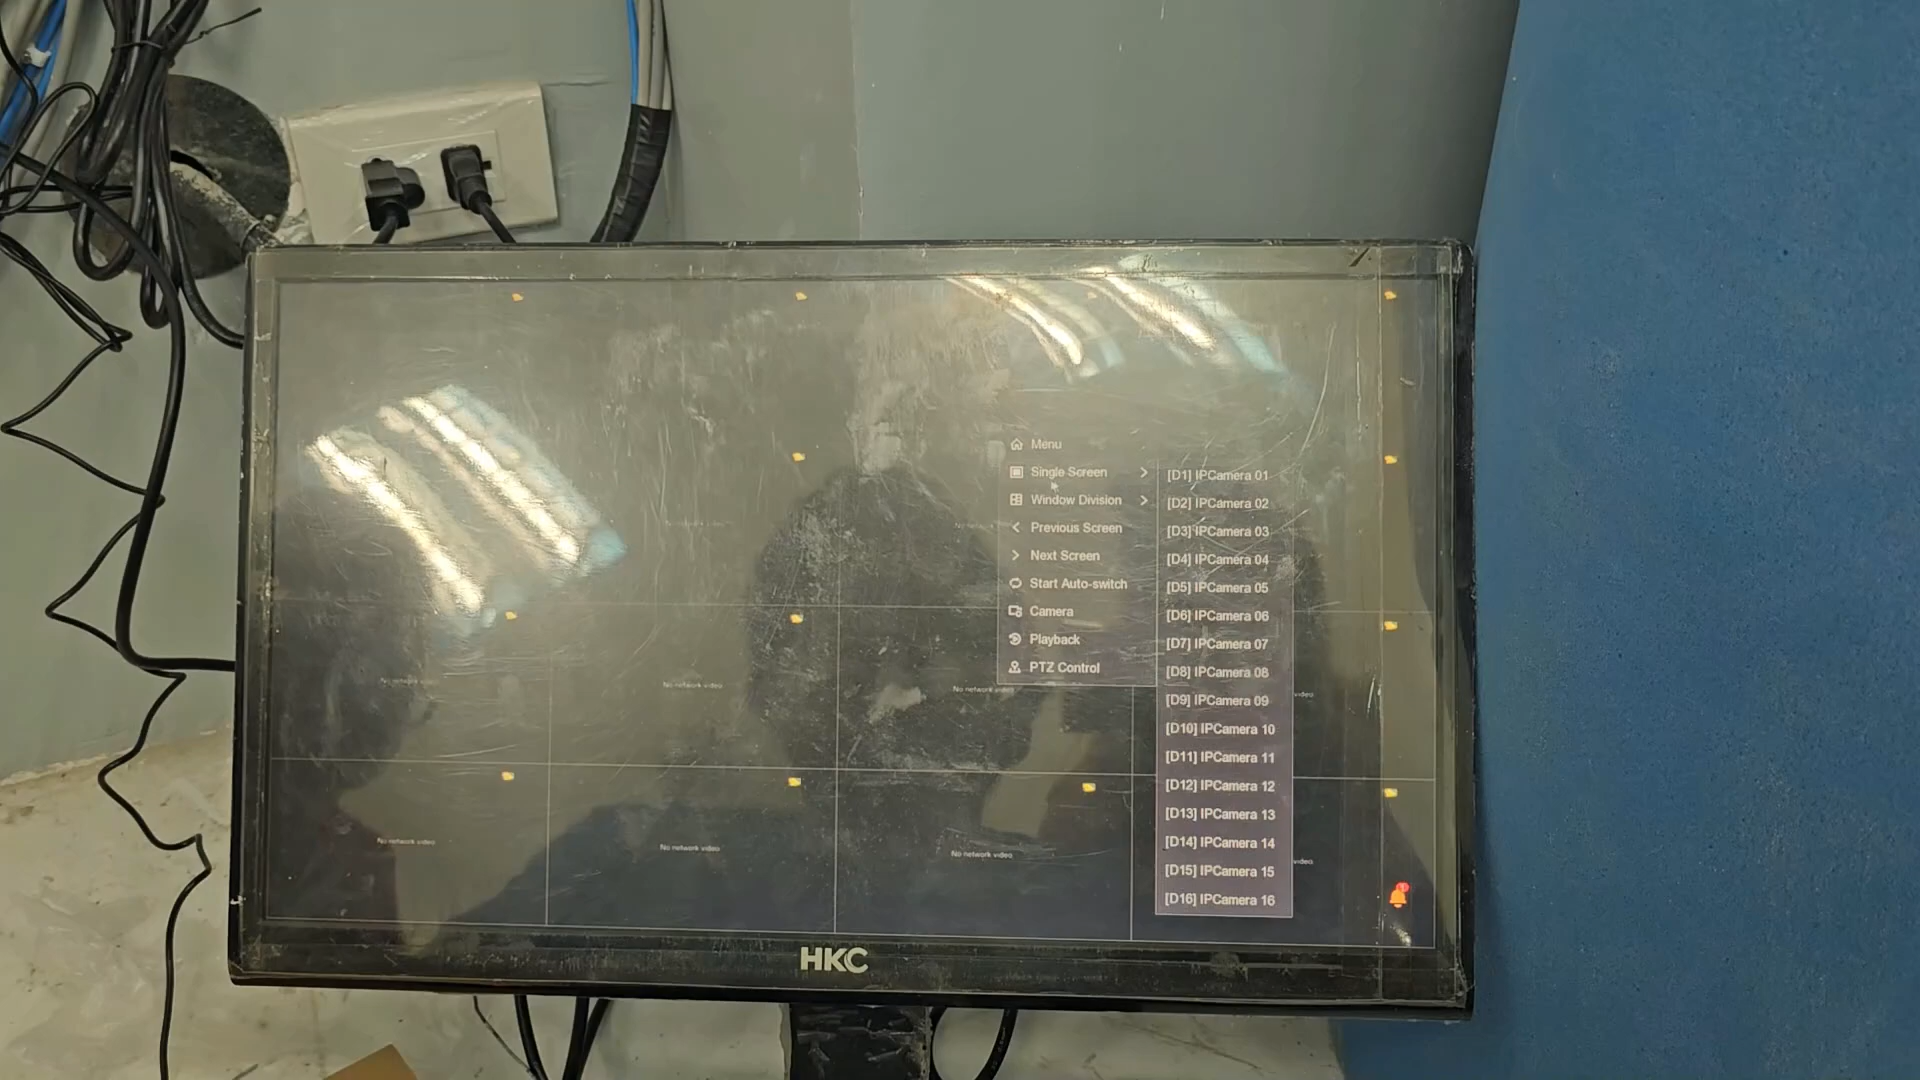 Menu
Single Screen
Window Division
Previous Screen
Next Screen
Start Auto-switch
Camera
Playback
PTZ Control
[D1] IPCamera 01
[D2] IPCamera 02
[D3] IPCamera 03
[D4] IPCamera 04
[D5] IPCamera 05
[D6] IPCamera 06
[D7] IPCamera 07
[D8] IPCamera 08
[D9] IPCamera 09
[D10] IPCamera 10
[D11] IPCamera 11
[D12] IPCamera 12
[D13] IPCamera 13
[D14] IPCamera 14
[D15] IPCamera 15
[D16] IPCamera 16
No network video
No network video
video
No network video
No network video
No network video
video
HKC